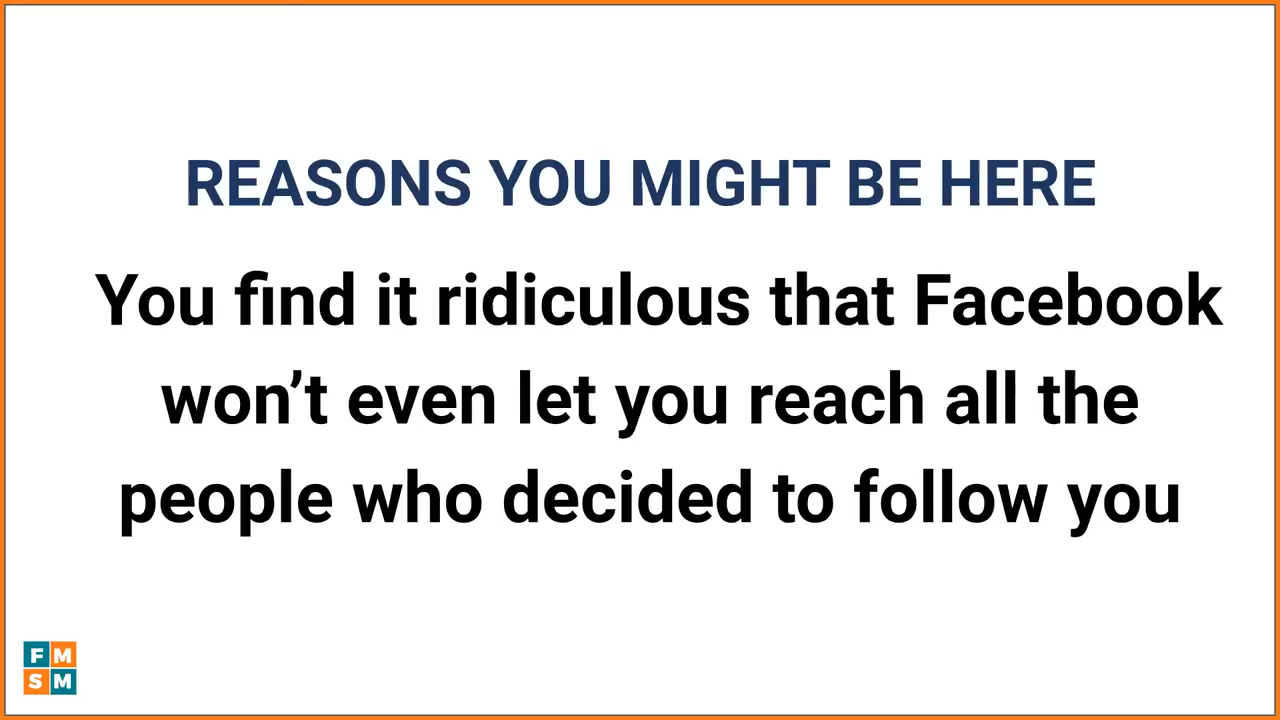 REASONS YOU MIGHT BE HERE
You find it ridiculous that Facebook
won’t even let you reach all the
people who decided to follow you
F M
S M